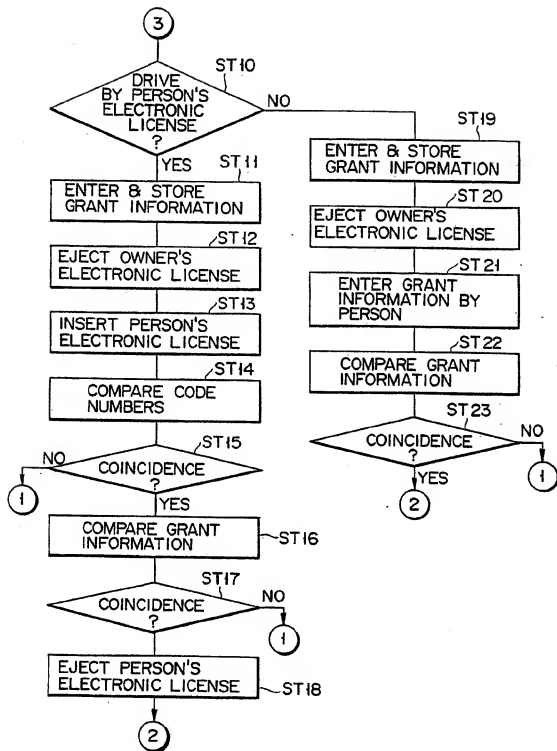 3
ST10
DRIVE
BY PERSON'S
ELECTRONIC
LICENSE
?
NO
YES
ST11
ENTER & STORE
GRANT INFORMATION
ST12
EJECT OWNER'S
ELECTRONIC LICENSE
ST13
INSERT PERSON'S
ELECTRONIC LICENSE
ST14
COMPARE CODE
NUMBERS
ST15
NO
COINCIDENCE
?
1
YES
COMPARE GRANT
INFORMATION
ST16
ST17
COINCIDENCE
?
NO
1
EJECT PERSON'S
ELECTRONIC LICENSE
ST18
2
ST19
ENTER & STORE
GRANT INFORMATION
ST20
EJECT OWNER'S
ELECTRONIC LICENSE
ST21
ENTER GRANT
INFORMATION BY
PERSON
ST22
COMPARE GRANT
INFORMATION
ST23
COINCIDENCE
?
NO
1
YES
2